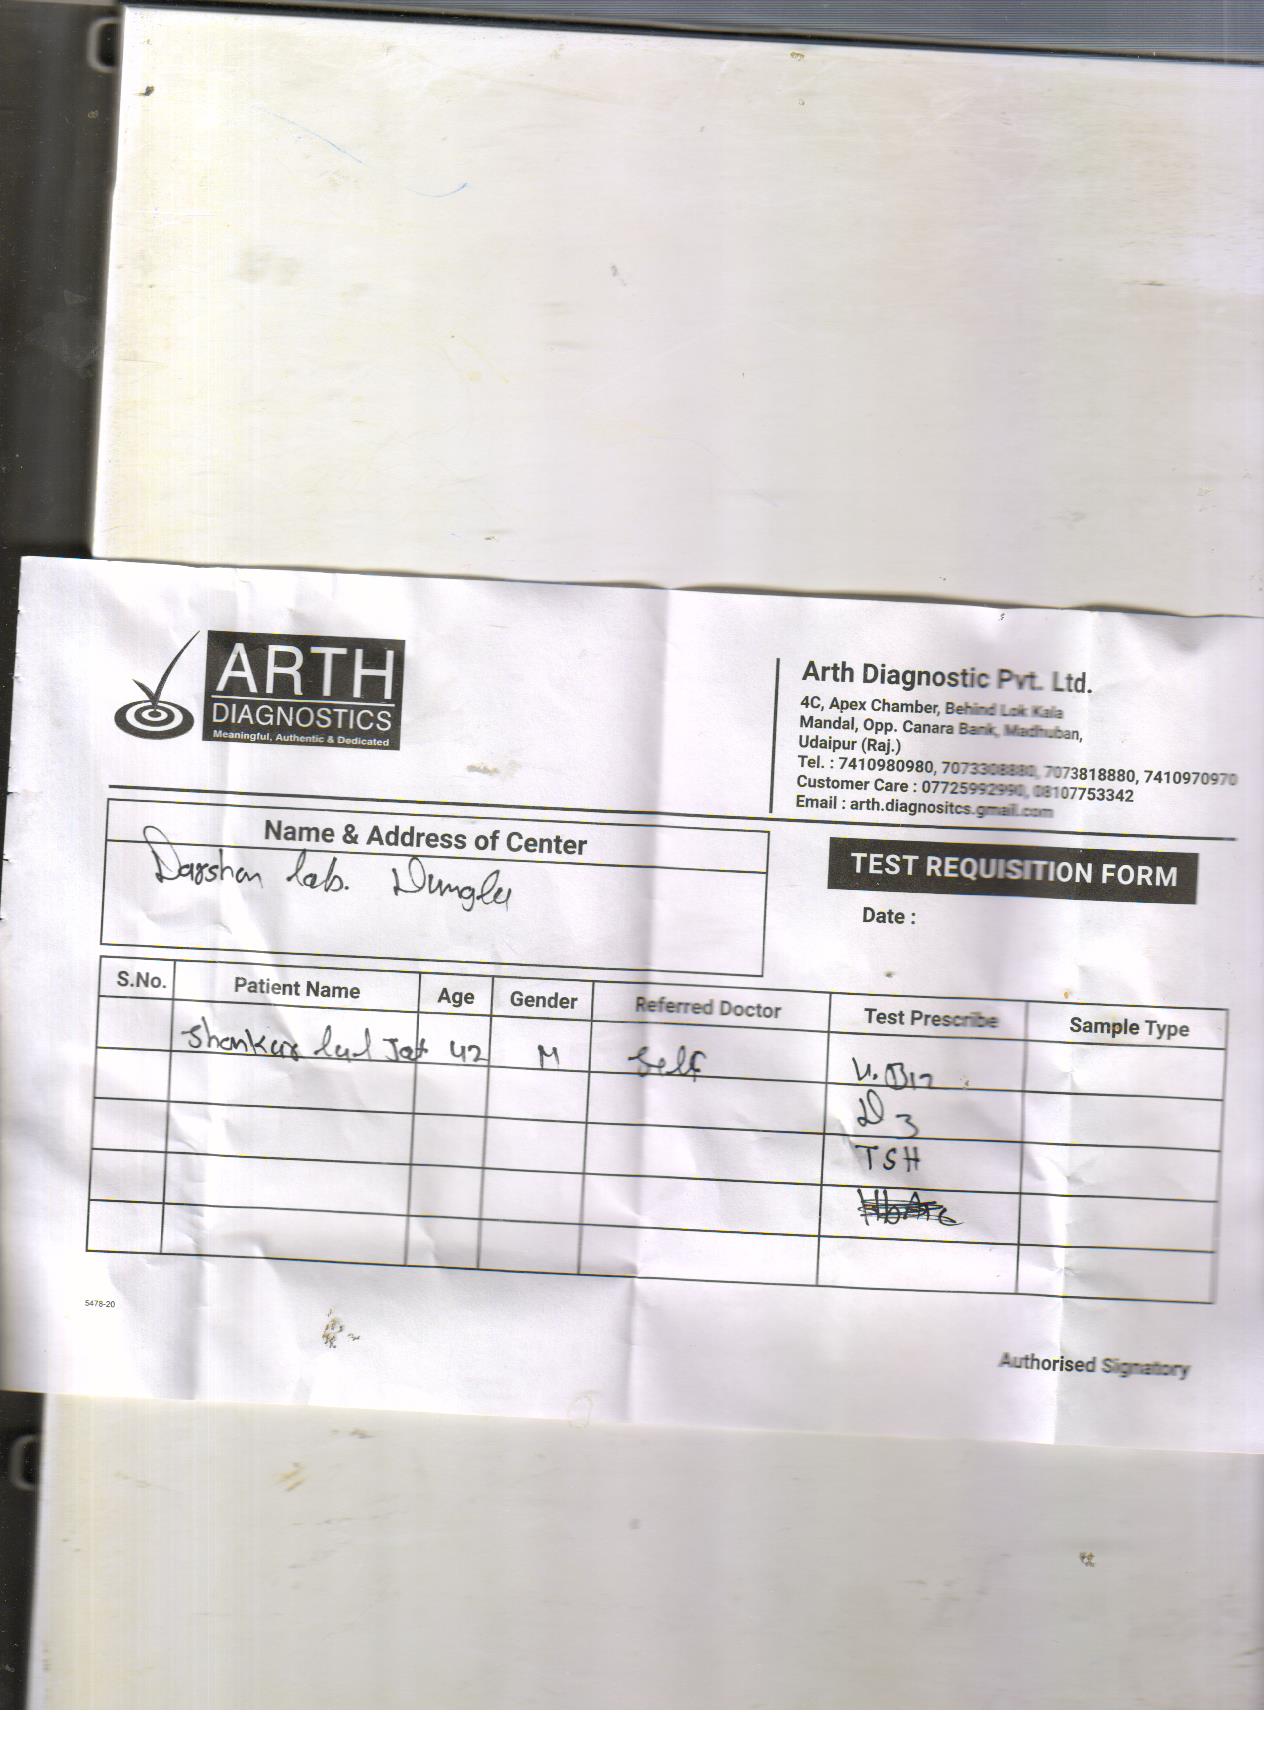 ARTH
DIAGNOSTICS
Meaningful, Authentic & Dedicated
Arth Diagnostic Pvt. Ltd.
4C, Apex Chamber, Behind Lok Kala
Mandal, Opp. Canara Bank, Madhuban,
Udaipur (Raj.)
Tel. : 7410980980, 7073308880, 7073818880, 7410970970
Customer Care : 07725992990, 08107753342
Email : arth.diagnositcs.gmail.com
Name & Address of Center
Darshan lab. Dungla
TEST REQUISITION FORM
Date :
S.No. Patient Name Age Gender Referred Doctor Test Prescribe Sample Type
Shankar lal Jat 42 M Self V. B12
D3
TSH
5478-20
Authorised Signatory